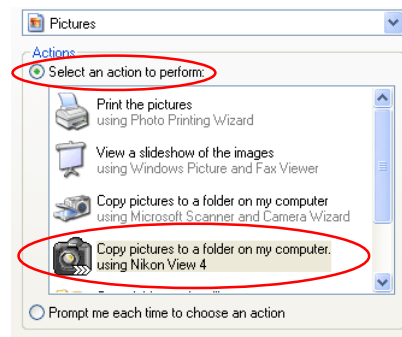 Pictures
Actions
Select an action to perform:
Print the pictures
using Photo Printing Wizard
View a slideshow of the images
using Windows Picture and Fax Viewer
Copy pictures to a folder on my computer
using Microsoft Scanner and Camera Wizard
Copy pictures to a folder on my computer.
using Nikon View 4
Prompt me each time to choose an action